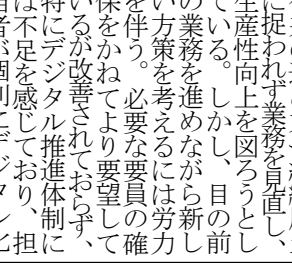 に捉われず業務を見直し、
生産性向上を図ろうとし
ている。しかし、目の前
の業務を進めながら新し
い方策を考えるには労力
を伴う。必要な要員の確
保をかねてより要望して
いるが改善されておらず、
特にデジタル推進体制に
は不足を感じており、担
者が個別にデジタル化